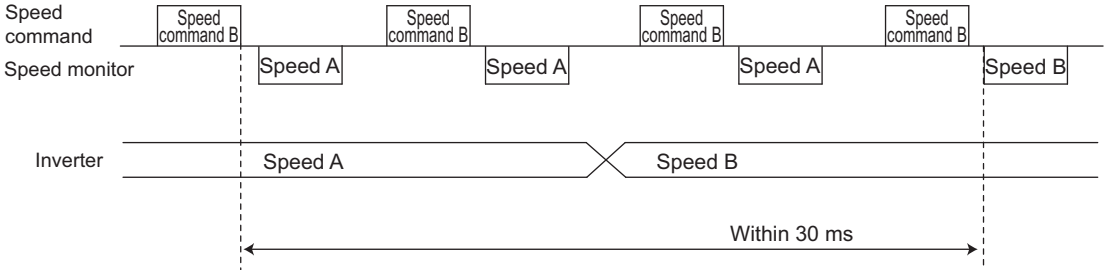 Speed
command
Speed
command B
Speed
command B
Speed
command B
Speed
command B
Speed monitor
Speed A
Speed A
Speed A
Speed B
Inverter
Speed A
Speed B
Within 30 ms